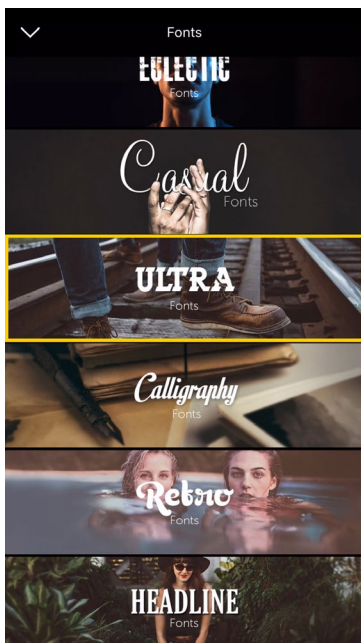 Fonts
ECLECTIC
Fonts
Casual
Fonts
ULTRA
Fonts
Calligraphy
Fonts
Retro
Fonts
HEADLINE
Fonts